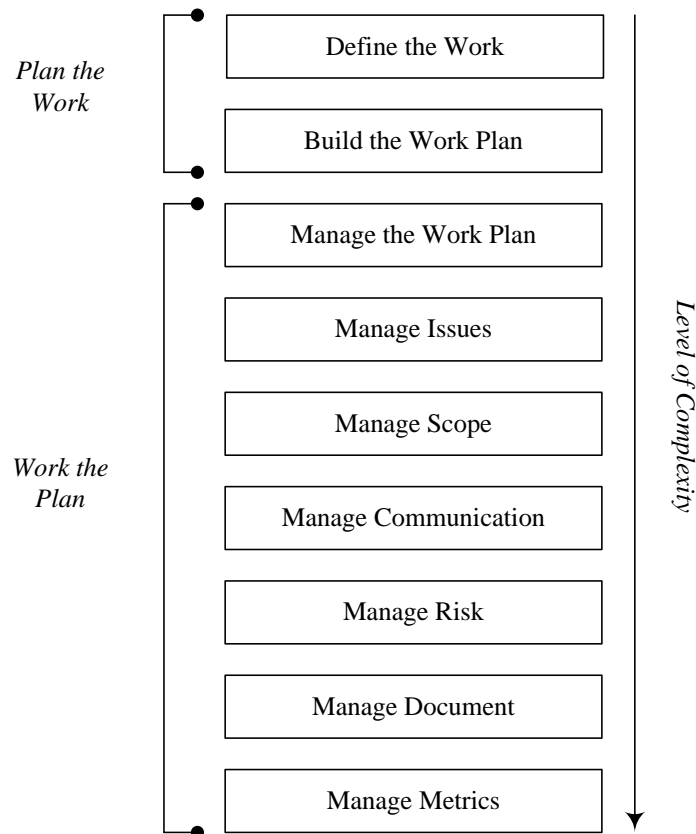 Plan the
Work
Define the Work
Build the Work Plan
Work the
Plan
Manage the Work Plan
Manage Issues
Manage Scope
Manage Communication
Manage Risk
Manage Document
Manage Metrics
Level of Complexity